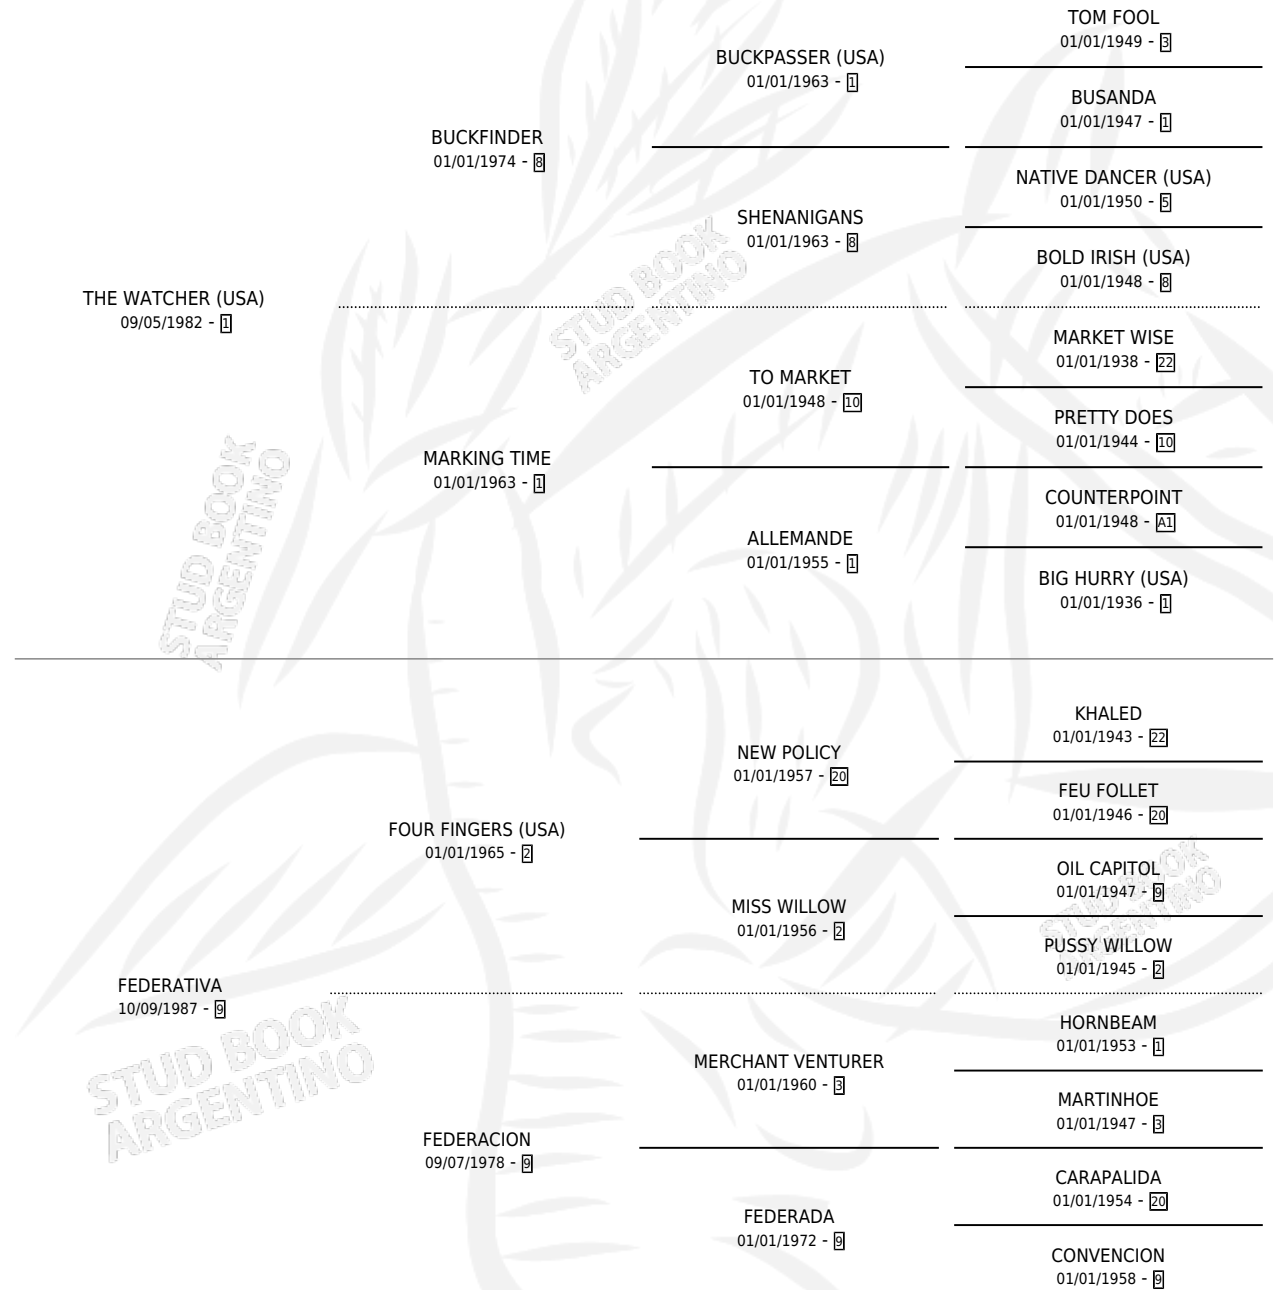 TOM FOOL
01/01/1949 - 3
BUCKPASSER (USA)
01/01/1963 - 1
BUSANDA
01/01/1947 - 1
BUCKFINDER
01/01/1974 - 8
NATIVE DANCER (USA)
01/01/1950 - 5
SHENANIGANS
01/01/1963 - 8
BOLD IRISH (USA)
01/01/1948 - 8
THE WATCHER (USA)
09/05/1982 - 1
STUD BOOK
ARGENTINO
MARKET WISE
01/01/1938 - 22
TO MARKET
01/01/1948 - 10
PRETTY DOES
01/01/1944 - 10
MARKING TIME
01/01/1963 - 1
COUNTERPOINT
01/01/1948 - A1
ALLEMANDE
01/01/1955 - 1
BIG HURRY (USA)
01/01/1936 - 1
STUD BOOK
ARGENTINO
KHALED
01/01/1943 - 22
NEW POLICY
01/01/1957 - 20
FEU FOLLET
01/01/1946 - 20
FOUR FINGERS (USA)
01/01/1965 - 2
OIL CAPITOL
01/01/1947 - 9
MISS WILLOW
01/01/1956 - 2
PUSSY WILLOW
01/01/1945 - 2
STUD BOOK
ARGENTINO
FEDERATIVA
10/09/1987 - 9
HORNBEAM
01/01/1953 - 1
MERCHANT VENTURER
01/01/1960 - 3
MARTINHOE
01/01/1947 - 3
STUD BOOK
ARGENTINO
FEDERACION
09/07/1978 - 9
CARAPALIDA
01/01/1954 - 20
FEDERADA
01/01/1972 - 9
CONVENCION
01/01/1958 - 9